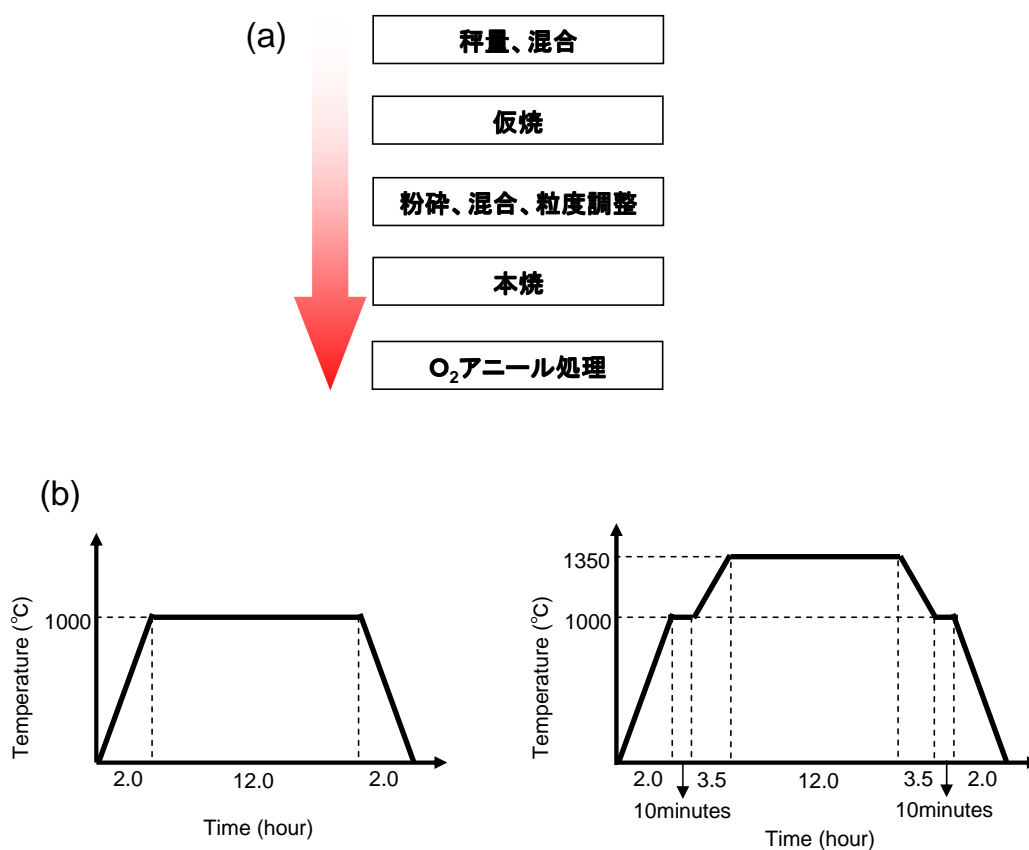 (a)
秤量、混合
仮焼
粉砕、混合、粒度調整
本焼
O₂アニール処理
(b)
Temperature (℃)
1000
2.0 12.0 2.0
Time (hour)
Temperature (℃)
1350
1000
2.0 3.5 12.0 3.5 2.0
10minutes 10minutes
Time (hour)